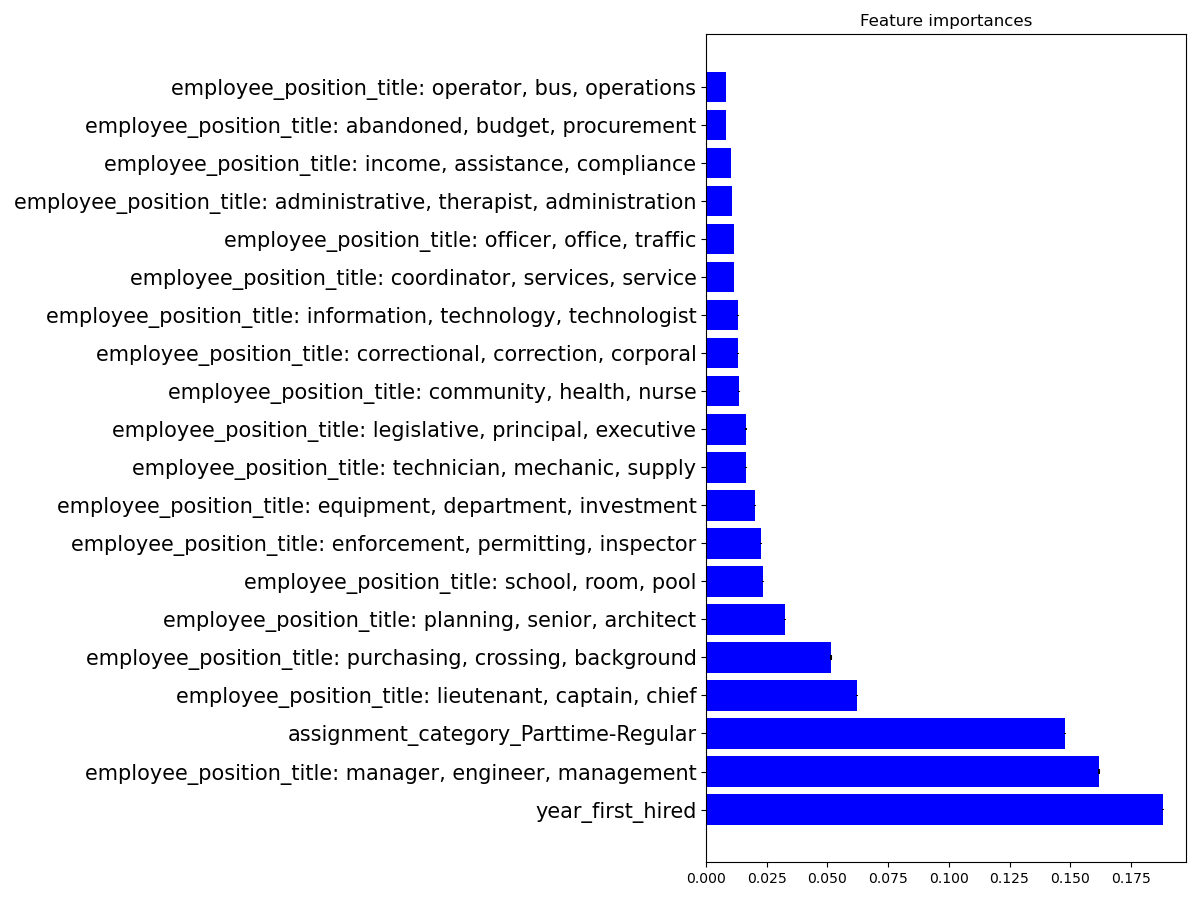 Feature importances
employee_position_title: operator, bus, operations
employee_position_title: abandoned, budget, procurement
employee_position_title: income, assistance, compliance
employee_position_title: administrative, therapist, administration
employee_position_title: officer, office, traffic
employee_position_title: coordinator, services, service
employee_position_title: information, technology, technologist
employee_position_title: correctional, correction, corporal
employee_position_title: community, health, nurse
employee_position_title: legislative, principal, executive
employee_position_title: technician, mechanic, supply
employee_position_title: equipment, department, investment
employee_position_title: enforcement, permitting, inspector
employee_position_title: school, room, pool
employee_position_title: planning, senior, architect
employee_position_title: purchasing, crossing, background
employee_position_title: lieutenant, captain, chief
assignment_category_Parttime-Regular
employee_position_title: manager, engineer, management
year_first_hired
0.000 0.025 0.050 0.075 0.100 0.125 0.150 0.175